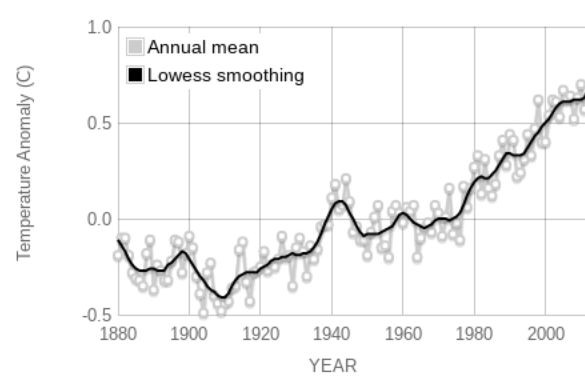 1.0
Annual mean
Lowess smoothing
Temperature Anomaly (C)
0.5
0.0
-0.5
1880 1900 1920 1940 1960 1980 2000
YEAR